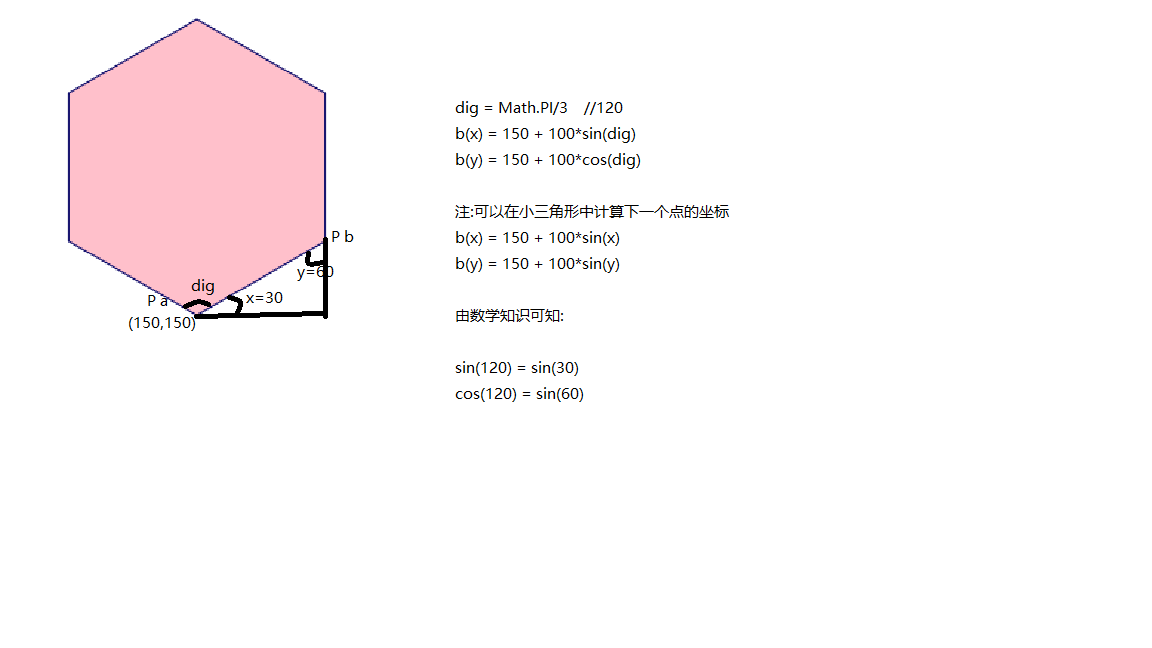 dig = Math.PI/3 //120
b(x) = 150 + 100*sin(dig)
b(y) = 150 + 100*cos(dig)
注:可以在小三角形中计算下一个点的坐标
b(x) = 150 + 100*sin(x)
b(y) = 150 + 100*sin(y)
由数学知识可知:
sin(120) = sin(30)
cos(120) = sin(60)
P b
y=60
dig
x=30
P a
(150,150)